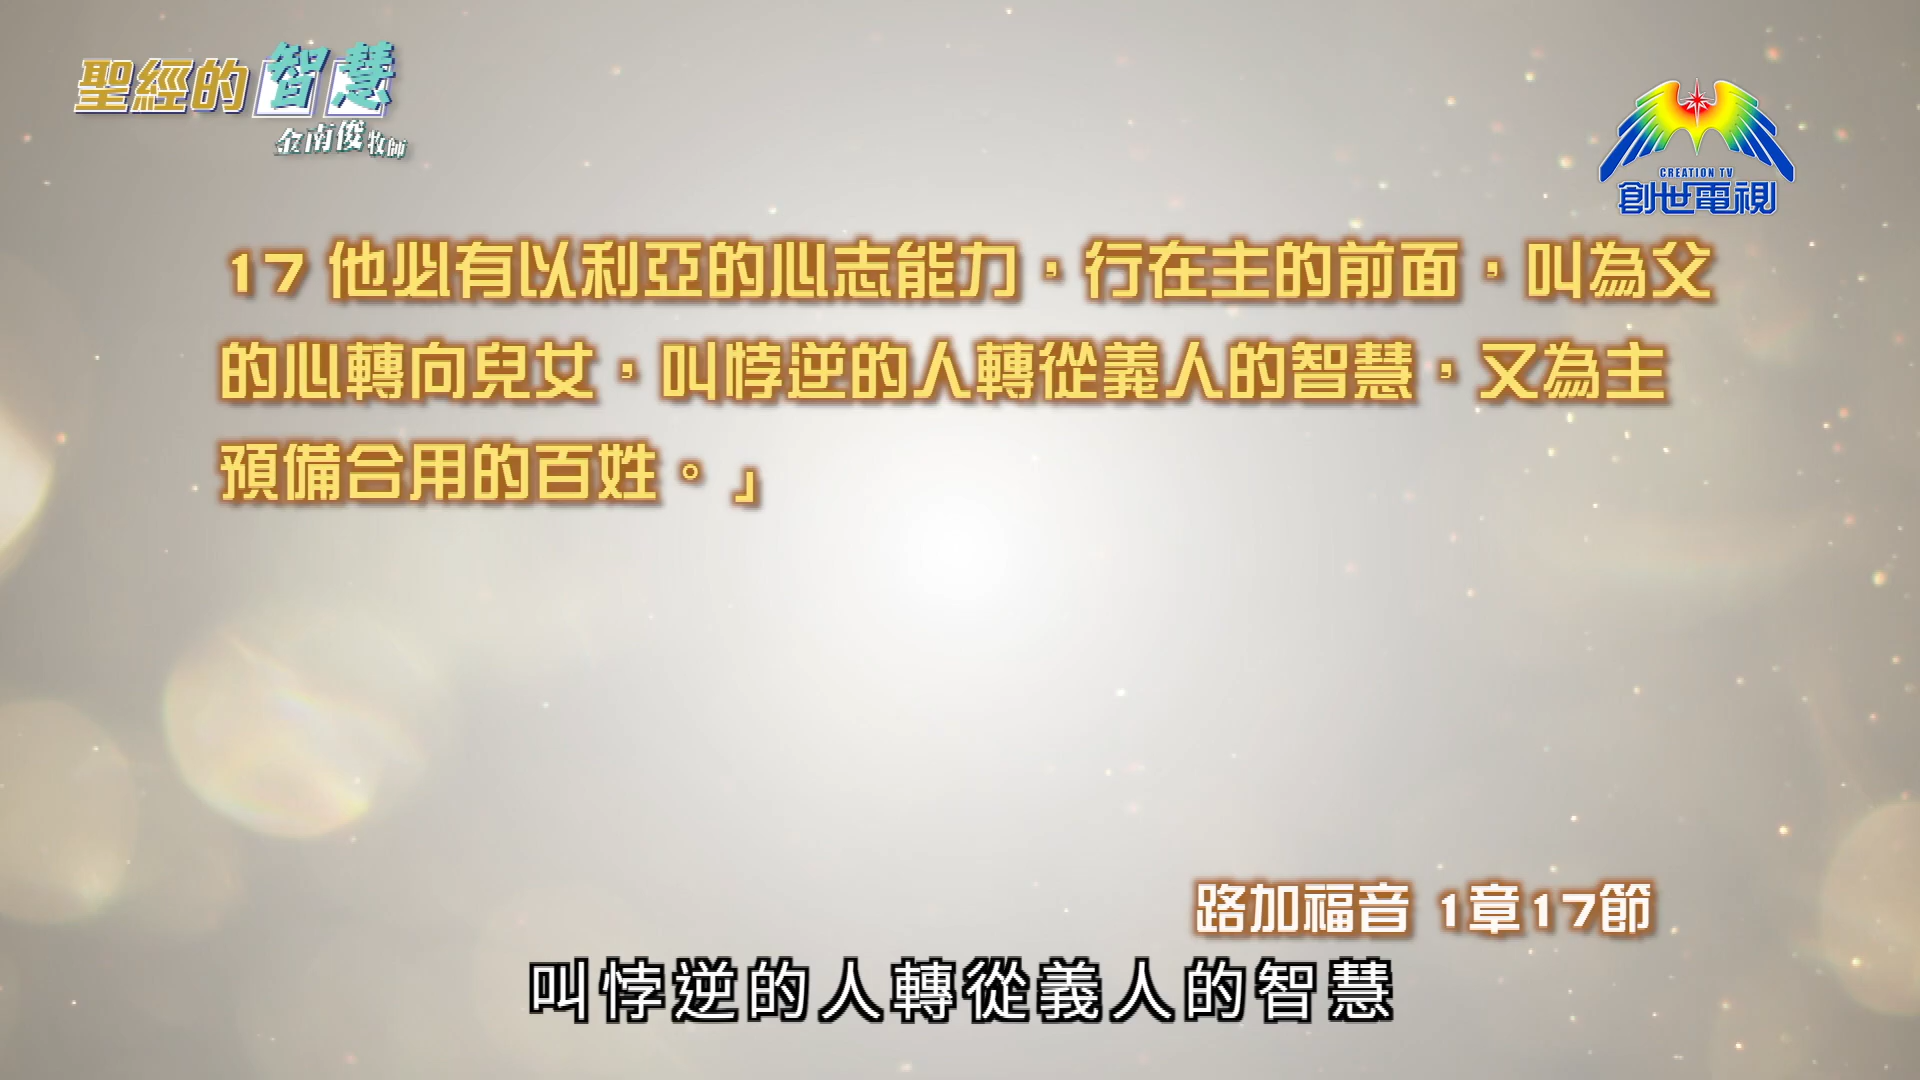 聖經的智慧
金南俊牧師
CREATION TV
創世電視
17 他必有以利亞的心志能力，行在主的前面，叫為父
的心轉向兒女，叫悖逆的人轉從義人的智慧，又為主
預備合用的百姓。」
路加福音 1章17節
叫悖逆的人轉從義人的智慧